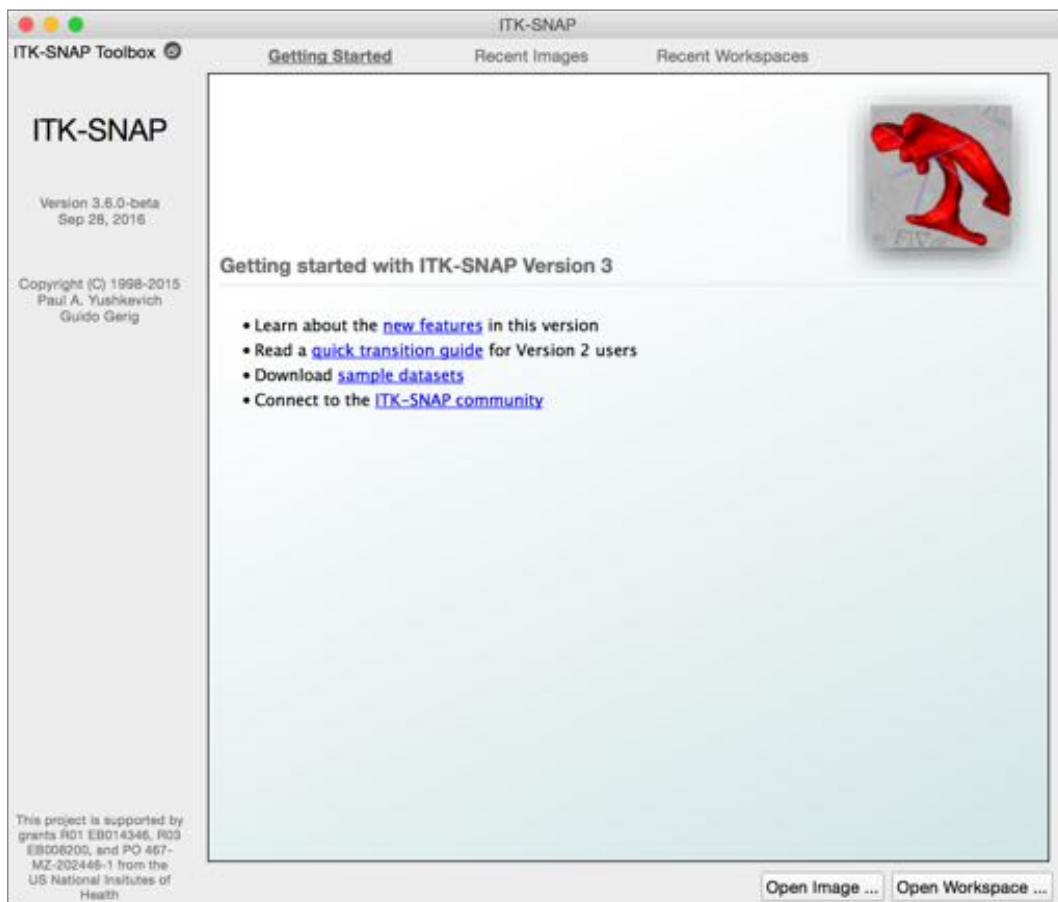 ITK-SNAP
ITK-SNAP Toolbox
Getting Started
Recent Images
Recent Workspaces
ITK-SNAP
Version 3.6.0-beta
Sep 28, 2016
Copyright (C) 1998-2015
Paul A. Yushkevich
Guido Gerig
Getting started with ITK-SNAP Version 3
• Learn about the new features in this version
• Read a quick transition guide for Version 2 users
• Download sample datasets
• Connect to the ITK-SNAP community
This project is supported by
grants R01 EB014346, R03
EB008200, and PO 467-
MZ-202446-1 from the
US National Insitutes of
Health
Open Image ...
Open Workspace ...